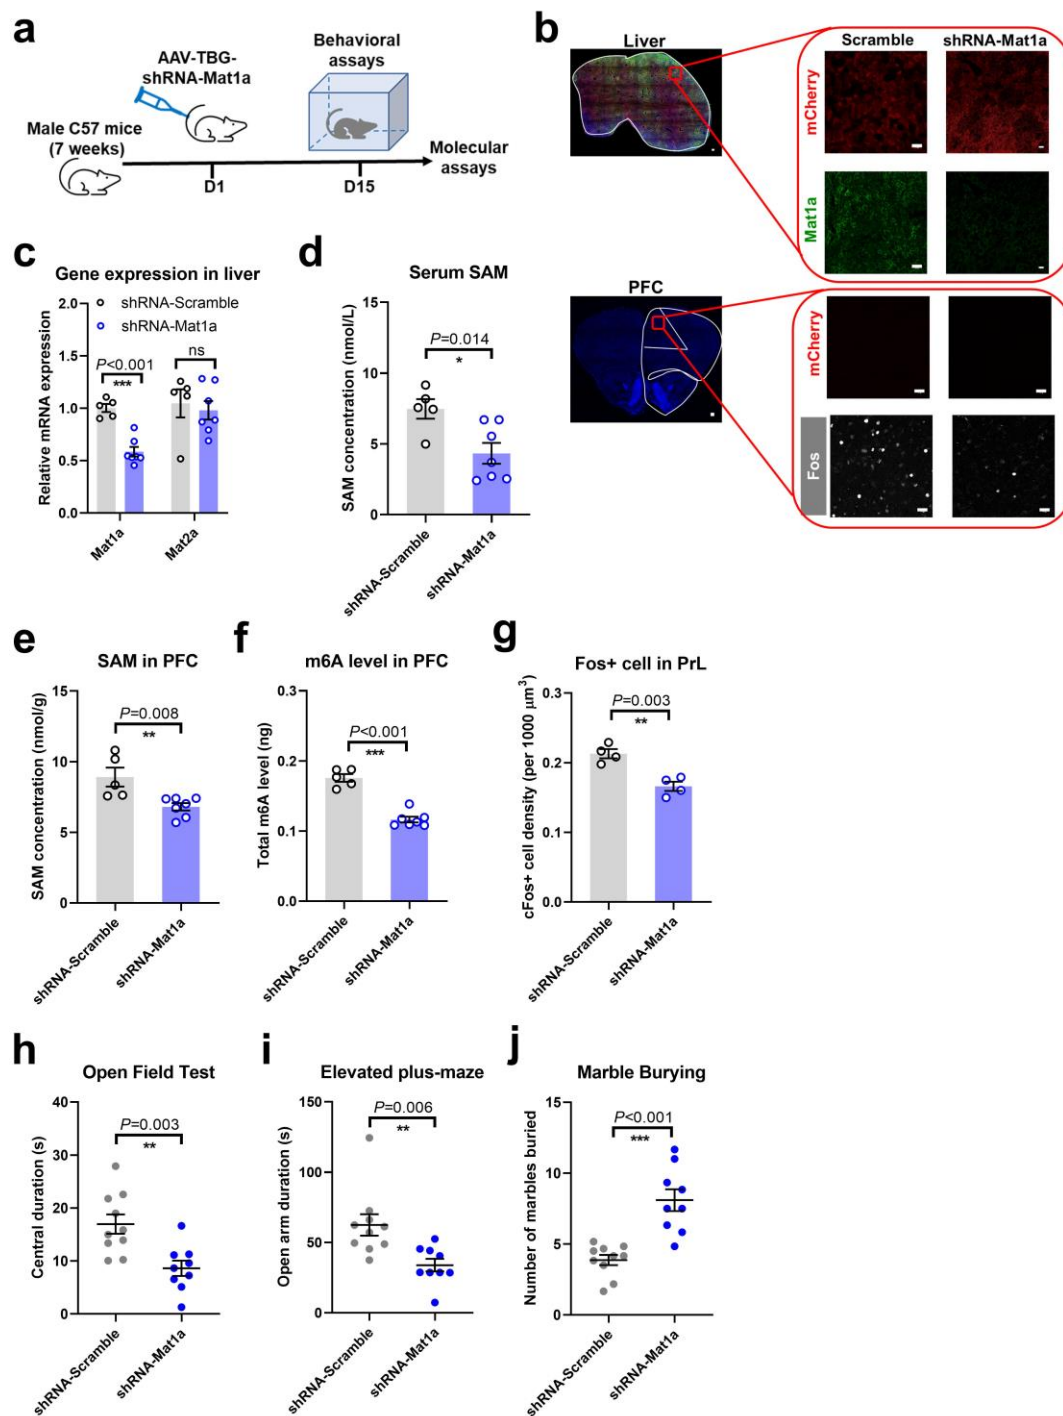 a
AAV-TBG-
shRNA-Mat1a
Behavioral
assays
Male C57 mice
(7 weeks)
D1
D15
Molecular
assays
b
Liver
Scramble
shRNA-Mat1a
mCherry
Mat1a
PFC
mCherry
Fos
c
Gene expression in liver
shRNA-Scramble
shRNA-Mat1a
Relative mRNA expression
2.0
1.5
1.0
0.5
0.0
P<0.001
***
ns
Mat1a
Mat2a
d
Serum SAM
SAM concentration (nmol/L)
15
10
5
0
P=0.014
*
shRNA-Scramble
shRNA-Mat1a
e
SAM in PFC
SAM concentration (nmol/g)
15
10
5
0
P=0.008
**
shRNA-Scramble
shRNA-Mat1a
f
m6A level in PFC
Total m6A level (ng)
0.3
0.2
0.1
0.0
P<0.001
***
shRNA-Scramble
shRNA-Mat1a
g
Fos+ cell in PrL
cFos+ cell density (per 1000 μm³)
0.3
0.2
0.1
0.0
P=0.003
**
shRNA-Scramble
shRNA-Mat1a
h
Open Field Test
Central duration (s)
40
30
20
10
0
P=0.003
**
shRNA-Scramble
shRNA-Mat1a
i
Elevated plus-maze
Open arm duration (s)
150
100
50
0
P=0.006
**
shRNA-Scramble
shRNA-Mat1a
j
Marble Burying
Number of marbles buried
15
10
5
0
P<0.001
***
shRNA-Scramble
shRNA-Mat1a